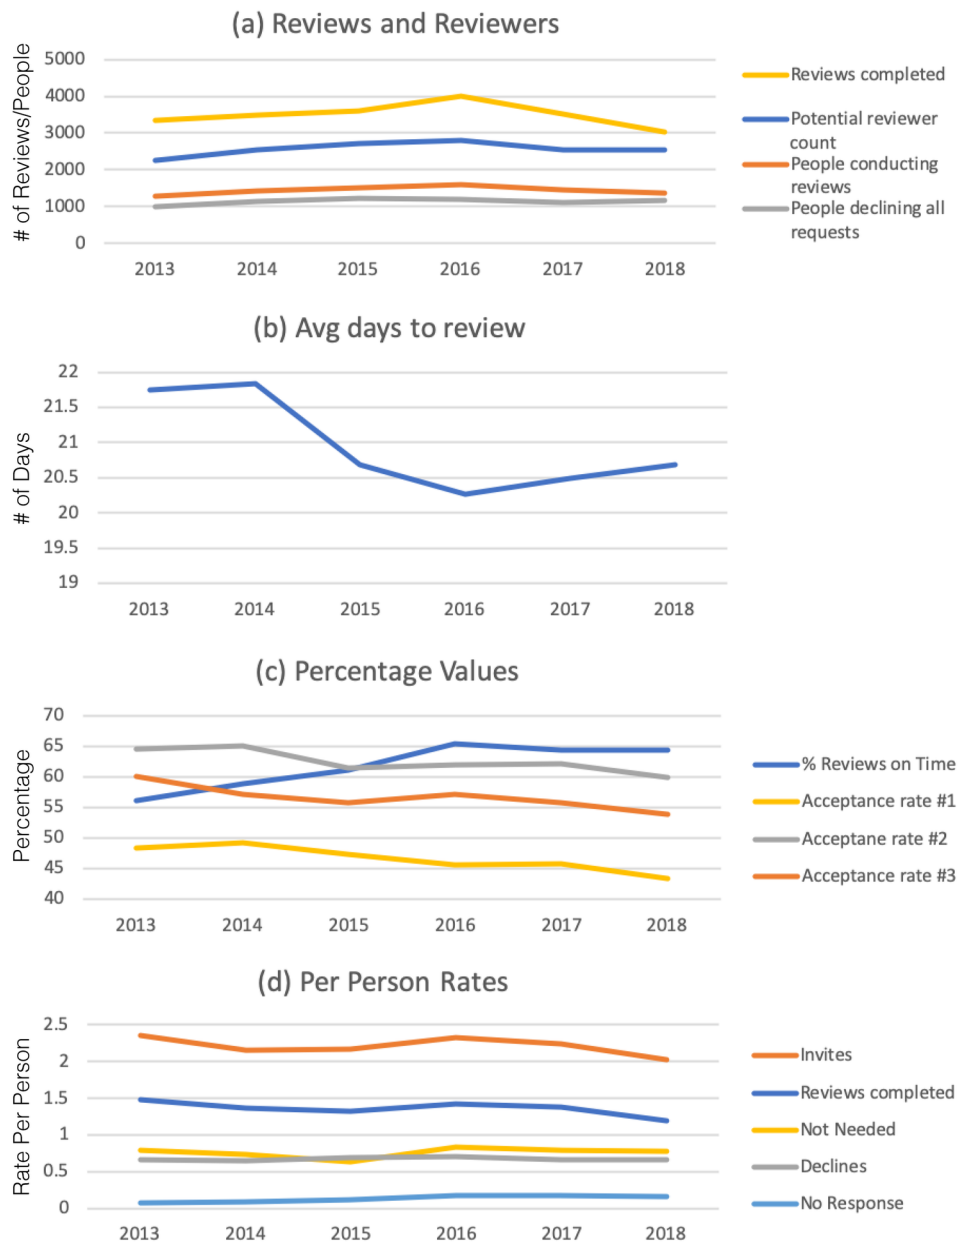 (a) Reviews and Reviewers
# of Reviews/People
5000
4000
3000
2000
1000
0
2013 2014 2015 2016 2017 2018
Reviews completed
Potential reviewer
count
People conducting
reviews
People declining all
requests
(b) Avg days to review
# of Days
22
21.5
21
20.5
20
19.5
19
2013 2014 2015 2016 2017 2018
(c) Percentage Values
Percentage
70
65
60
55
50
45
40
2013 2014 2015 2016 2017 2018
% Reviews on Time
Acceptance rate #1
Acceptane rate #2
Acceptance rate #3
(d) Per Person Rates
Rate Per Person
2.5
2
1.5
1
0.5
0
2013 2014 2015 2016 2017 2018
Invites
Reviews completed
Not Needed
Declines
No Response